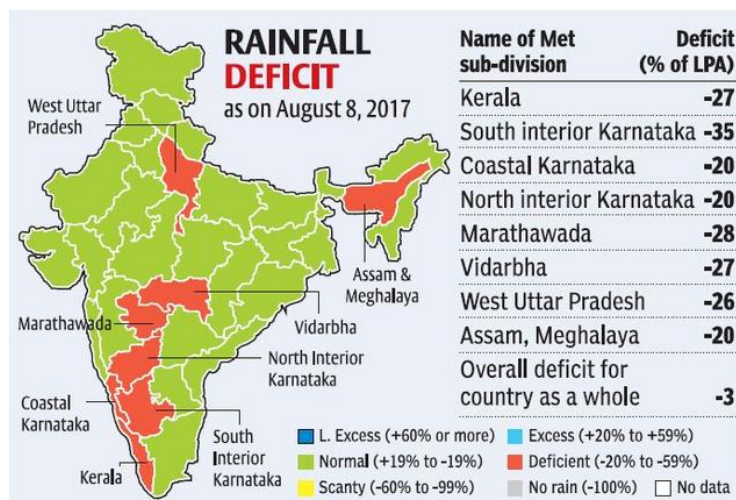 RAINFALL
DEFICIT
as on August 8, 2017
West Uttar
Pradesh
Assam &
Meghalaya
Marathawada
Vidarbha
North Interior
Karnataka
Coastal
Karnataka
South
Interior
Karnataka
Kerala
Name of Met Deficit
sub-division (% of LPA)
Kerala -27
South interior Karnataka -35
Coastal Karnataka -20
North interior Karnataka -20
Marathawada -28
Vidarbha -27
West Uttar Pradesh -26
Assam, Meghalaya -20
Overall deficit for
country as a whole -3
L. Excess (+60% or more) Excess (+20% to +59%)
Normal (+19% to -19%) Deficient (-20% to -59%)
Scanty (-60% to -99%) No rain (-100%) No data